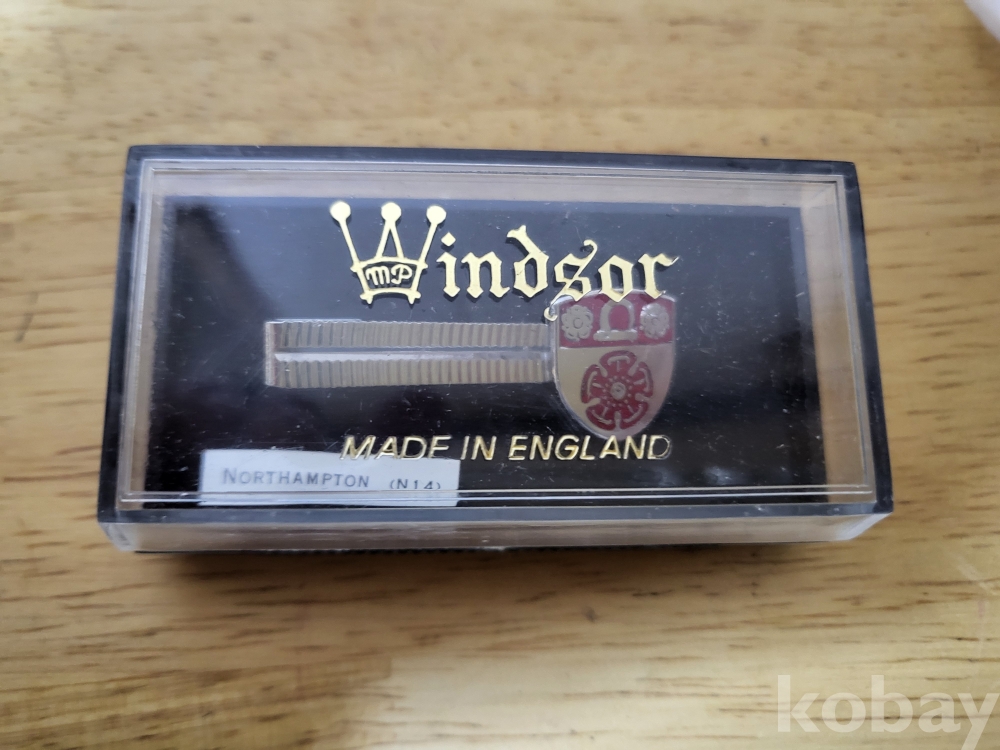 Windsor
MP
MADE IN ENGLAND
NORTHAMPTON (N14)
kobay